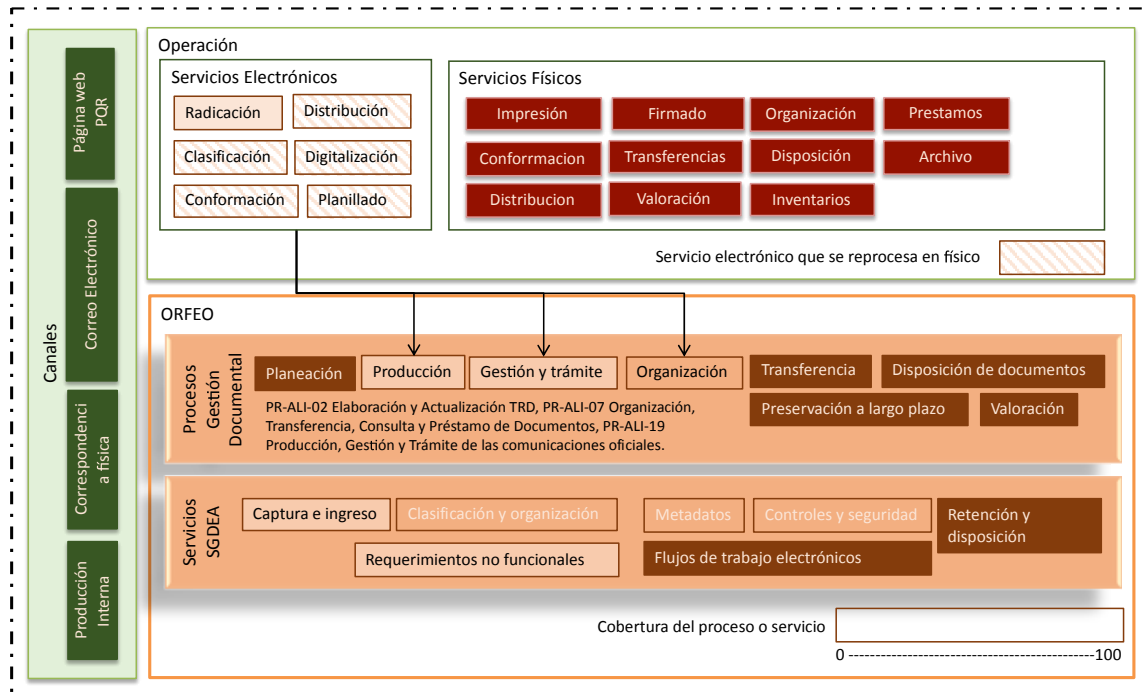 Canales
Página web
PQR
Correo Electrónico
Correspondenci
a física
Producción
Interna
Operación
Servicios Electrónicos
Radicación
Distribución
Clasificación
Digitalización
Conformación
Planillado
Servicios Físicos
Impresión
Firmado
Organización
Prestamos
Conforrmacion
Transferencias
Disposición
Archivo
Distribucion
Valoración
Inventarios
Servicio electrónico que se reprocesa en físico
ORFEO
Procesos
Gestión
Documental
Planeación
Producción
Gestión y trámite
Organización
Transferencia
Disposición de documentos
Preservación a largo plazo
Valoración
PR-ALI-02 Elaboración y Actualización TRD, PR-ALI-07 Organización,
Transferencia, Consulta y Préstamo de Documentos, PR-ALI-19
Producción, Gestión y Trámite de las comunicaciones oficiales.
Servicios
SGDEA
Captura e ingreso
Clasificación y organización
Metadatos
Controles y seguridad
Retención y
disposición
Requerimientos no funcionales
Flujos de trabajo electrónicos
Cobertura del proceso o servicio
0 -----------------------------------------100